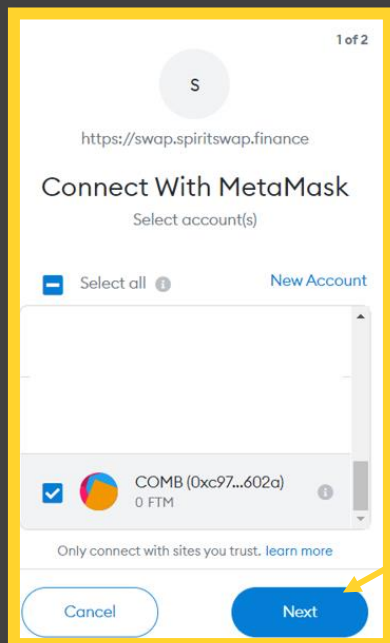 1 of 2
S
https://swap.spiritswap.finance
Connect With MetaMask
Select account(s)
Select all
New Account
COMB (0xc97...602a)
0 FTM
Only connect with sites you trust. learn more
Cancel
Next